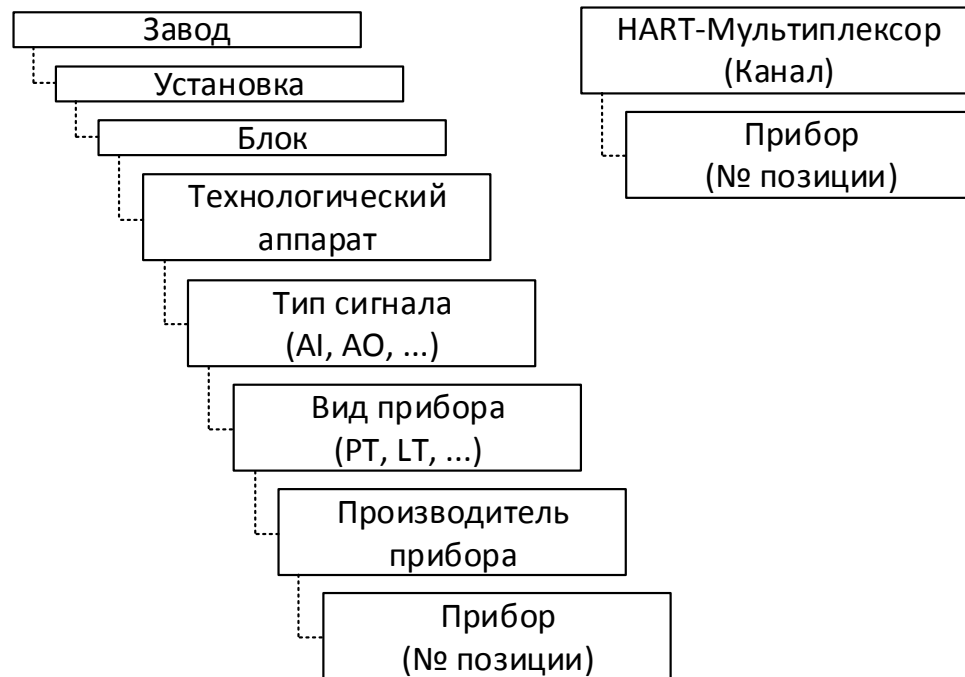 Завод
Установка
Блок
Технологический
аппарат
Тип сигнала
(AI, AO, ...)
Вид прибора
(PT, LT, ...)
Производитель
прибора
Прибор
(№ позиции)
HART-Мультиплексор
(Канал)
Прибор
(№ позиции)